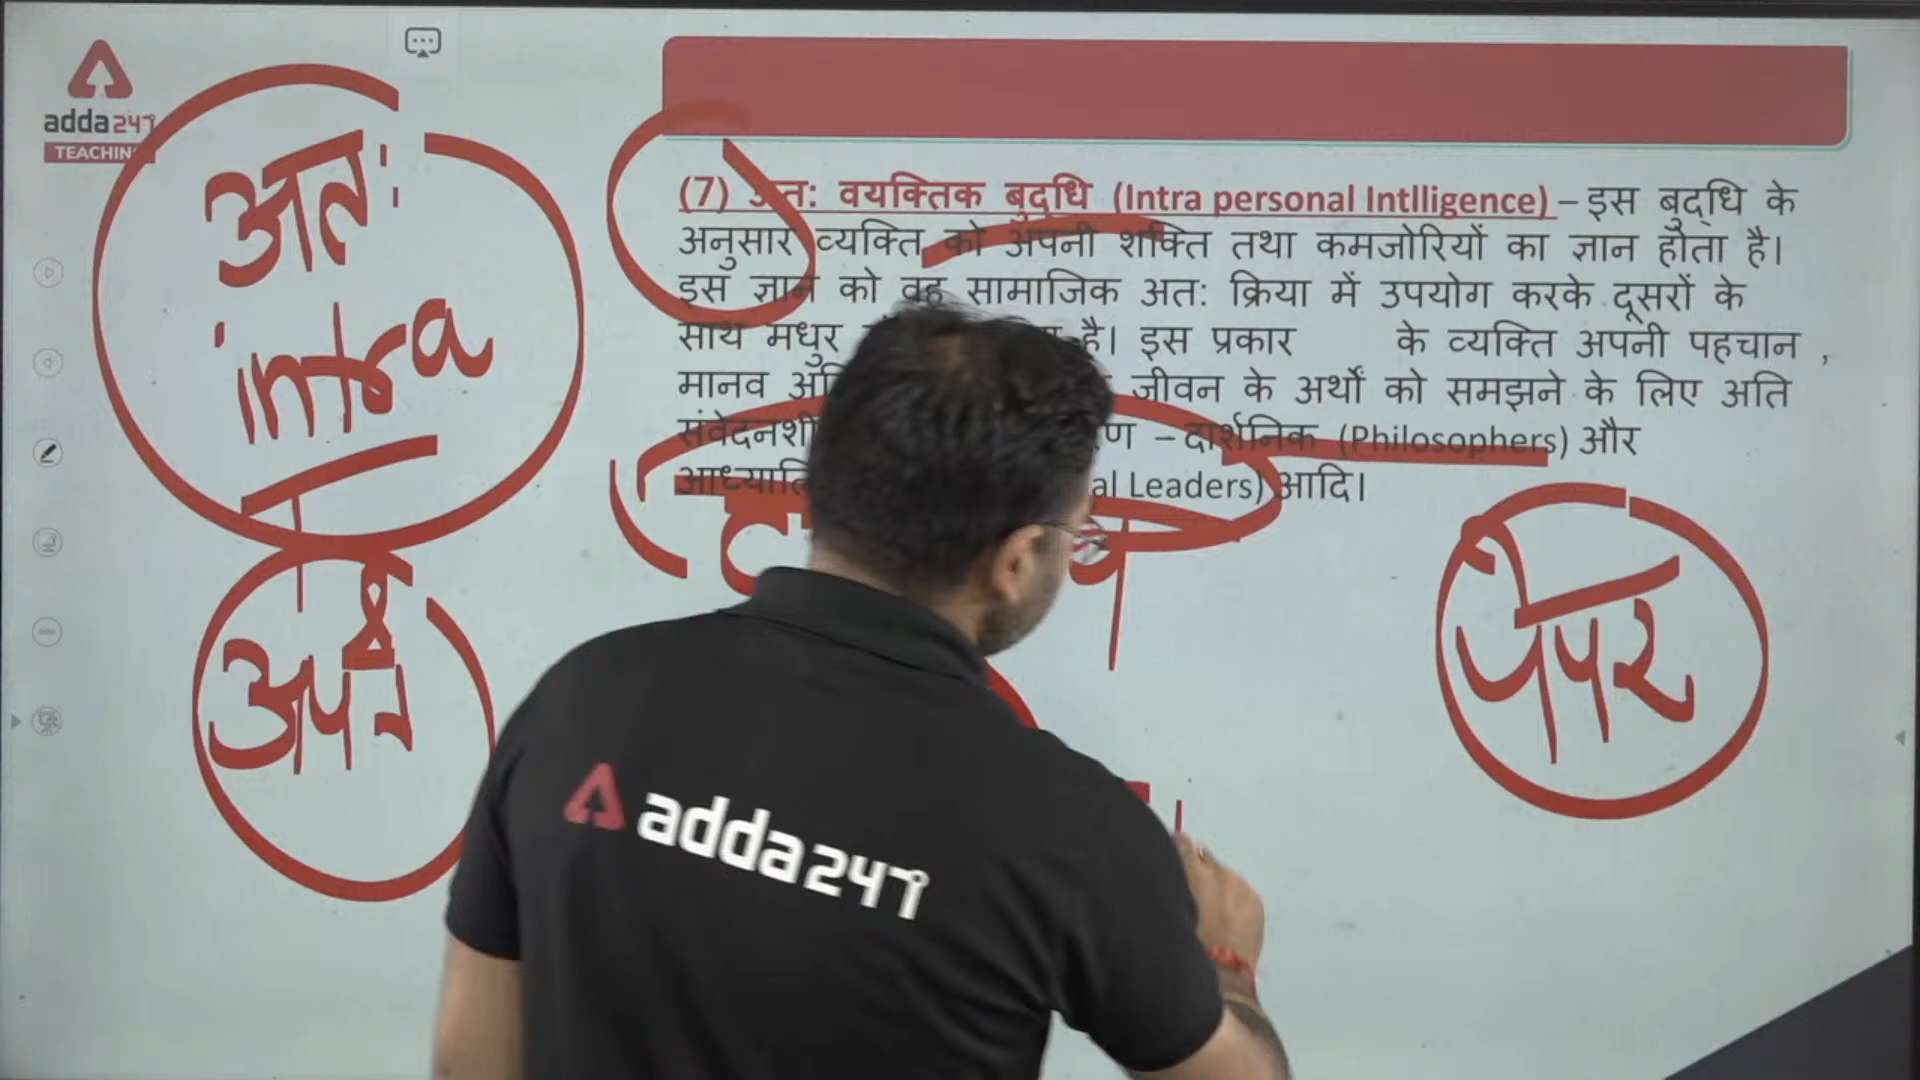 adda247
TEACHIN
अतः
intra
(7) अत: वयक्तिक बुद्धि (Intra personal Intlligence) – इस बुद्धि के
अनुसार व्यक्ति को अपनी शक्ति तथा कमजोरियों का ज्ञान होता है।
इस ज्ञान को वह सामाजिक अत: क्रिया में उपयोग करके दूसरों के
साथ मधुर है। इस प्रकार के व्यक्ति अपनी पहचान ,
मानव जीवन के अर्थों को समझने के लिए अति
– दार्शनिक (Philosophers) और
al Leaders) आदि।
पेपर
adda247